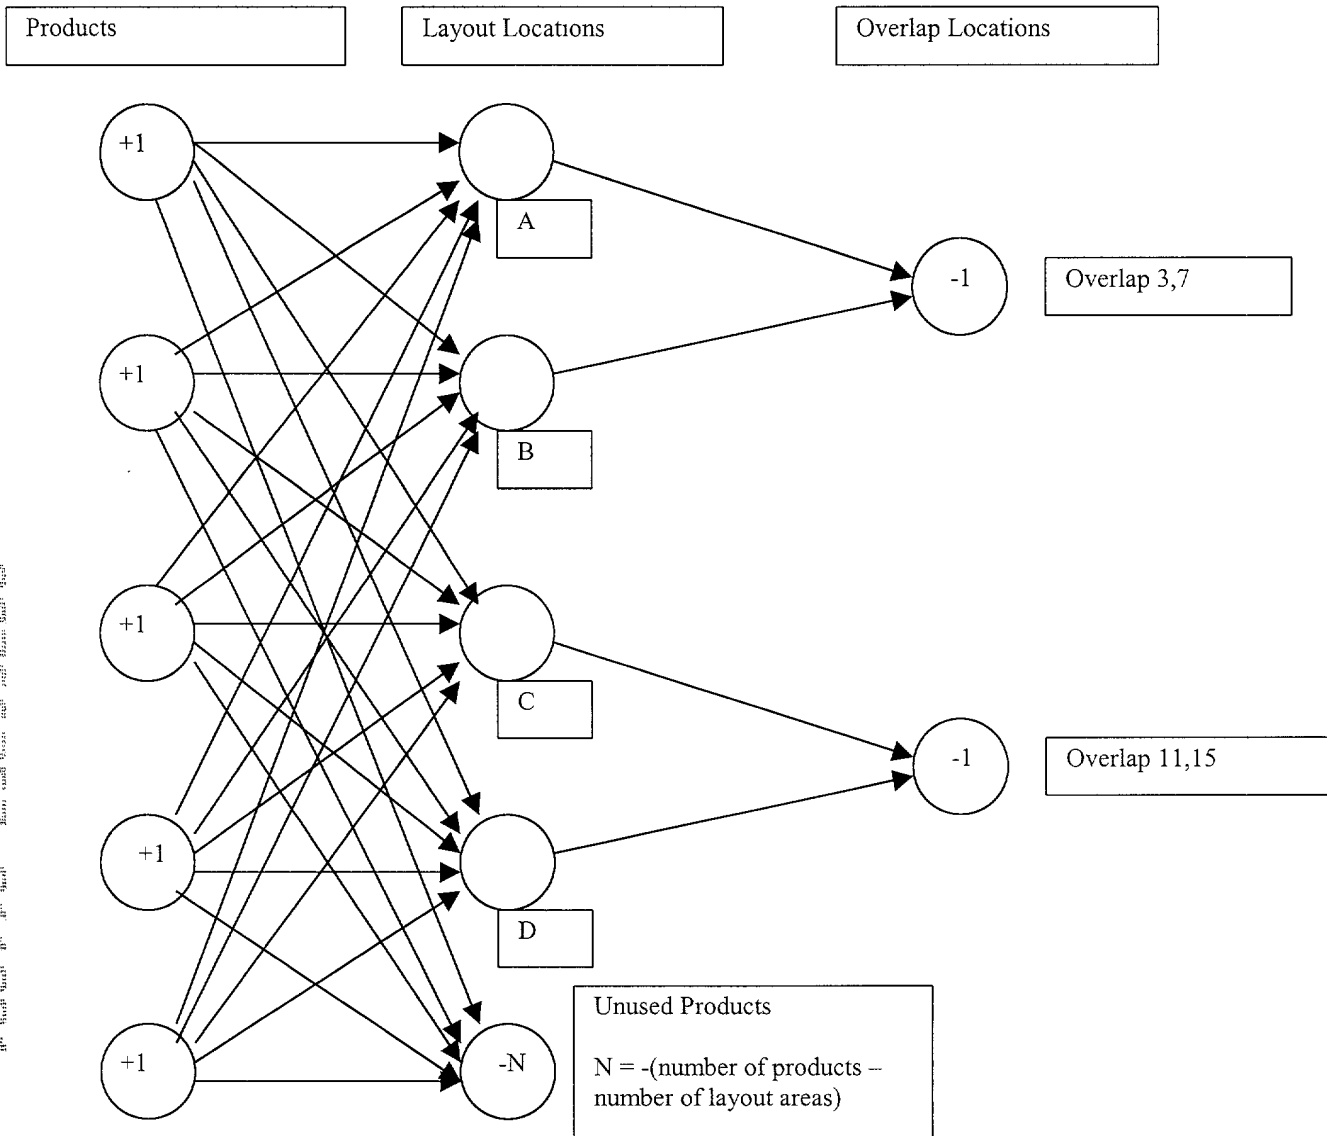 Products
Layout Locations
Overlap Locations
+1
A
-1
Overlap 3,7
+1
B
+1
C
-1
Overlap 11,15
+1
D
+1
-N
Unused Products
N = -(number of products –
number of layout areas)